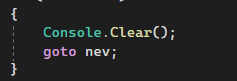 {
Console.Clear();
goto nev;
}